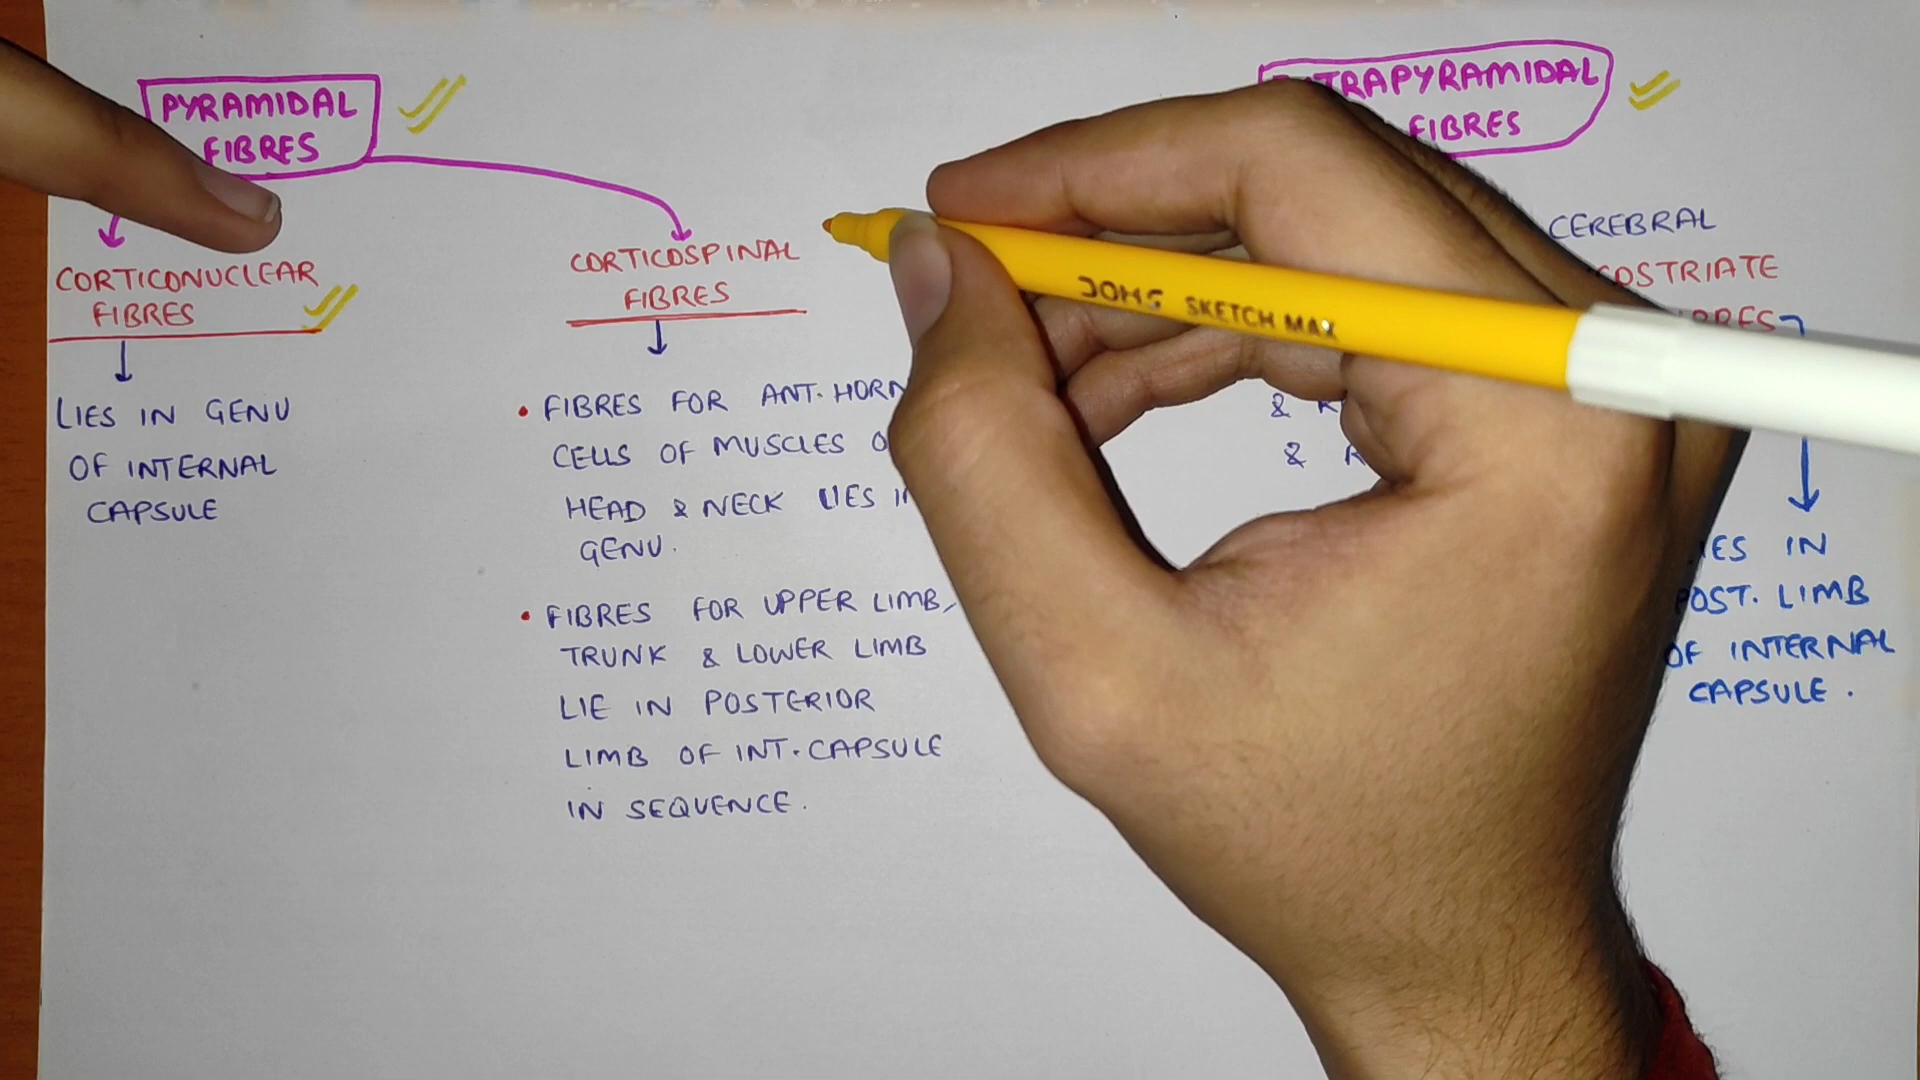 PYRAMIDAL
FIBRES
CORTICONUCLEAR
FIBRES
LIES IN GENU
OF INTERNAL
CAPSULE
CORTICOSPINAL
FIBRES
• FIBRES FOR ANT. HORN
CELLS OF MUSCLES
HEAD & NECK LIES
GENU.
• FIBRES FOR UPPER LIMB,
TRUNK & LOWER LIMB
LIE IN POSTERIOR
LIMB OF INT. CAPSULE
IN SEQUENCE.
JOMS SKETCH MAX
TRAPYRAMIDAL
FIBRES
CEREBRAL
OSTRIATE
&
&
IES IN
POST. LIMB
OF INTERNAL
CAPSULE.